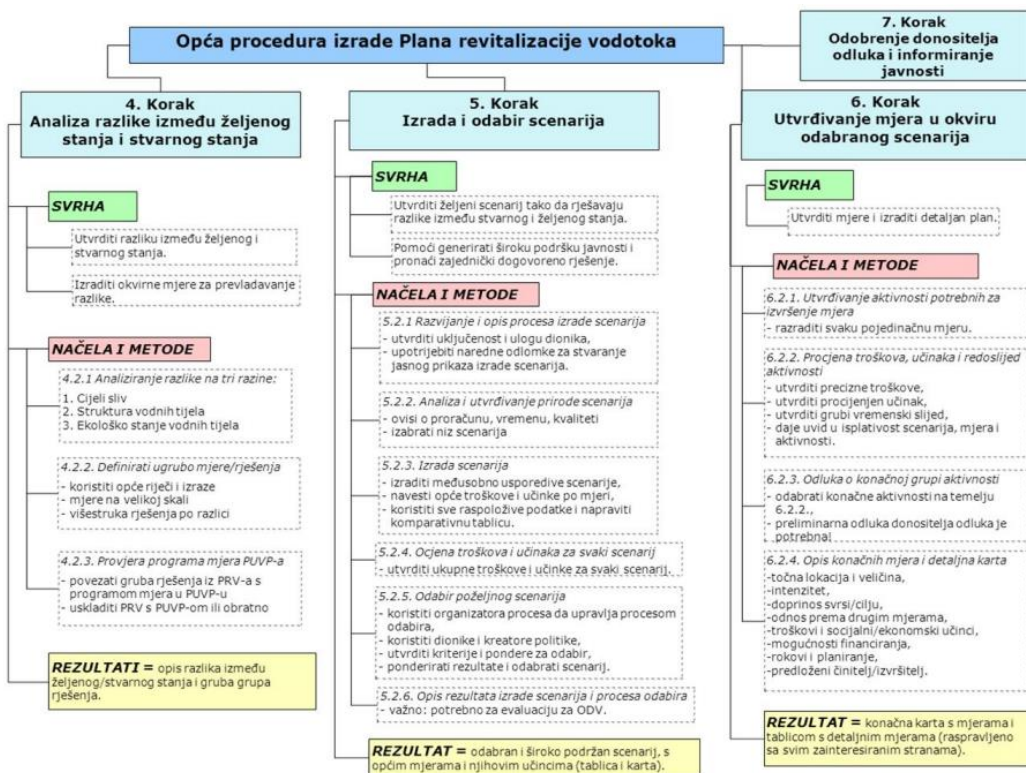 Opća procedura izrade Plana revitalizacije vodotoka
7. Korak
Odobrenje donositelja
odluka i informiranje
javnosti
4. Korak
Analiza razlike između željenog
stanja i stvarnog stanja
SVRHA
Utvrditi razliku između željenog i
stvarnog stanja.
Izraditi okvirne mjere za prevladavanje
razlike.
NAČELA I METODE
4.2.1 Analiziranje razlike na tri razine:
1. Cijeli sliv
2. Struktura vodnih tijela
3. Ekološko stanje vodnih tijela
4.2.2. Definirati ugrubo mjere/rješenja
- koristiti opće riječi i izraze
- mjere na velikoj skali
- višestruka rješenja po razlici
4.2.3. Provjera programa mjera PUVP-a
- povezati gruba rješenja iz PRV-a s
programom mjera u PUVP-u
- uskladiti PRV s PUVP-om ili obratno
REZULTATI = opis razlika između
željenog/stvarnog stanja i gruba grupa
rješenja.
5. Korak
Izrada i odabir scenarija
SVRHA
Utvrditi željeni scenarij tako da rješavaju
razlike između stvarnog i željenog stanja.
Pomoći generirati široku podršku javnosti i
pronaći zajednički dogovoreno rješenje.
NAČELA I METODE
5.2.1 Razvijanje i opis procesa izrade scenarija
- utvrditi uključenost i ulogu dionika,
- upotrijebiti naredne odlomke za stvaranje
jasnog prikaza izrade scenarija.
5.2.2. Analiza i utvrđivanje prirode scenarija
- ovisi o proračunu, vremenu, kvaliteti
- izabrati niz scenarija
5.2.3. Izrada scenarija
- izraditi međusobno usporedive scenarije,
- navesti opće troškove i učinke po mjeri,
- koristiti sve raspoložive podatke i napraviti
komparativnu tablicu.
5.2.4. Ocjena troškova i učinaka za svaki scenarij
- utvrditi ukupne troškove i učinke za svaki scenarij.
5.2.5. Odabir poželjnog scenarija
- koristiti organizatora procesa da upravlja procesom
odabira,
- koristiti dionike i kreatore politike,
- utvrditi kriterije i pondere za odabir,
- ponderirati rezultate i odabrati scenarij.
5.2.6. Opis rezultata izrade scenarija i procesa odabira
- važno: potrebno za evaluaciju za ODV.
REZULTAT = odabran i široko podržan scenarij, s
općim mjerama i njihovim učincima (tablica i karta).
6. Korak
Utvrđivanje mjera u okviru
odabranog scenarija
SVRHA
Utvrditi mjere i izraditi detaljan plan.
NAČELA I METODE
6.2.1. Utvrđivanje aktivnosti potrebnih za
izvršenje mjera
- razraditi svaku pojedinačnu mjeru.
6.2.2. Procjena troškova, učinaka i redoslijed
aktivnosti
- utvrditi precizne troškove,
- utvrditi procijenjen učinak,
- utvrditi grubi vremenski slijed,
- daje uvid u isplativost scenarija, mjera i
aktivnosti.
6.2.3. Odluka o konačnoj grupi aktivnosti
- odabrati konačne aktivnosti na temelju
6.2.2.,
- preliminarna odluka donositelja odluka je
potrebna!
6.2.4. Opis konačnih mjera i detaljna karta
-točna lokacija i veličina,
-intenzitet,
-doprinos svrsi/cilju,
-odnos prema drugim mjerama,
-troškovi i socijalni/ekonomski učinci,
-mogućnosti financiranja,
-rokovi i planiranje,
-predloženi činitelj/izvršitelj.
REZULTAT = konačna karta s mjerama i
tablicom s detaljnim mjerama (raspravljeno
sa svim zainteresiranim stranama).